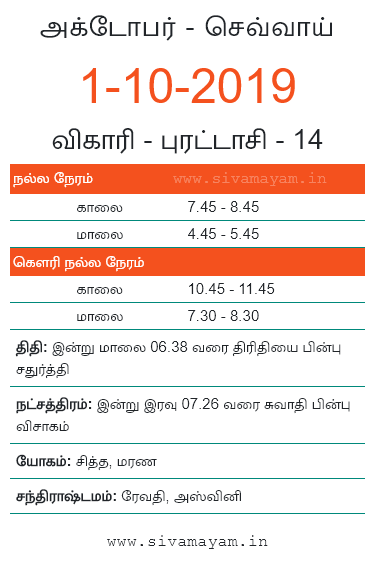 அக்டோபர் - செவ்வாய்
1-10-2019
விகாரி - புரட்டாசி - 14
நல்ல நேரம் www.sivamayam.in
காலை 7.45 - 8.45
மாலை 4.45 - 5.45
கௌரி நல்ல நேரம்
காலை 10.45 - 11.45
மாலை 7.30 - 8.30
திதி: இன்று மாலை 06.38 வரை திரிதியை பின்பு
சதுர்த்தி
நட்சத்திரம்: இன்று இரவு 07.26 வரை சுவாதி பின்பு
விசாகம்
யோகம்: சித்த, மரண
சந்திராஷ்டமம்: ரேவதி, அஸ்வினி
www.sivamayam.in